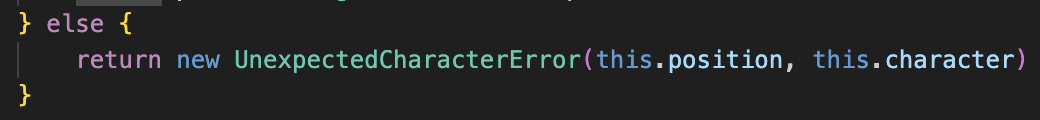 } else {
return new UnexpectedCharacterError(this.position, this.character)
}